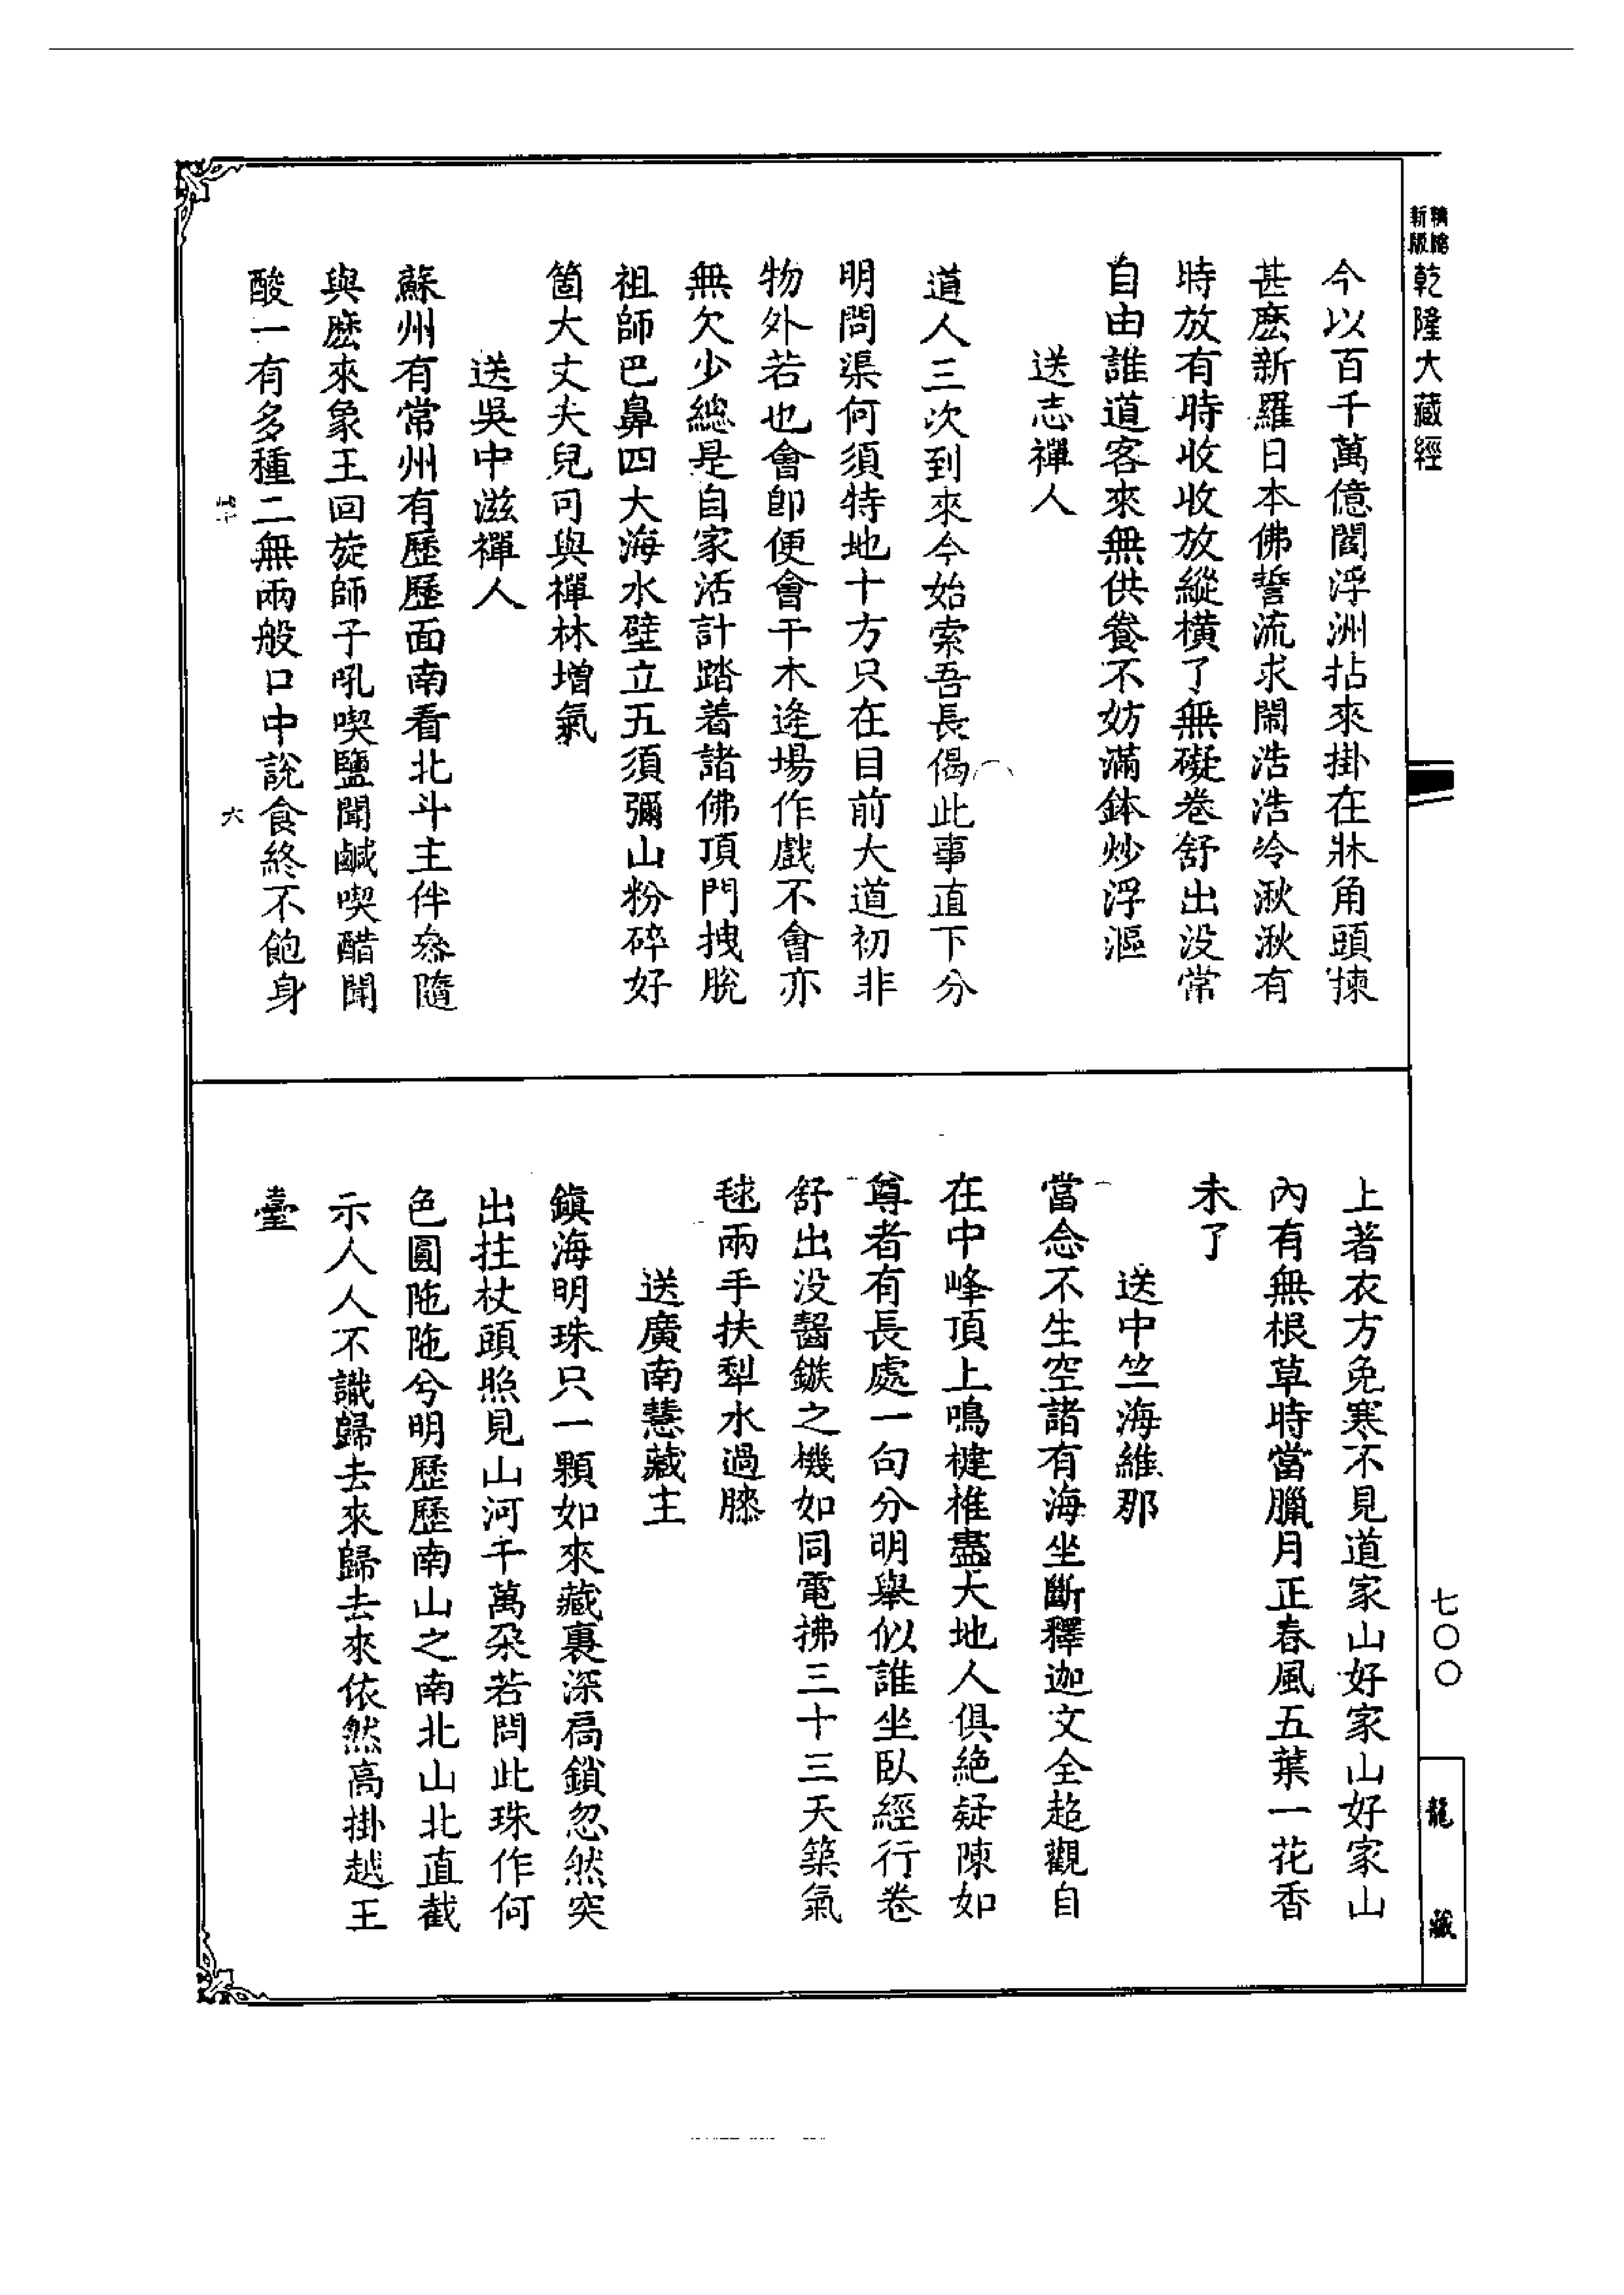 新版
乾隆大藏經
今以百千萬億閻浮洲拈來掛在牀角頭揀
甚麽新羅日本佛誓流求鬧浩浩冷湫湫有
時放有時收收放縱橫了無礙卷舒出没常
自由誰道客來無供養不妨滿鉢炒浮漚
送志禪人
道人三次到來今始索吾長偈此事直下分
明問渠何須特地十方只在目前大道初非
物外若也會卽便會干木逢場作戲不會亦
無欠少總是自家活計踏着諸佛頂門拽脫
祖師巴鼻四大海水壁立五須彌山粉碎好
箇大丈夫兒可與禪林增氣
送吳中滋禪人
蘇州有常州有歷歷面南看北斗主伴叅隨
與麽來象王回旋師子吼喫鹽聞鹹喫醋聞
酸一有多種二無兩般口中說食終不飽身
六
上著衣方免寒不見道家山好家山好家山
內有無根草時當臘月正春風五葉一花香
未了
送中竺海維那
當念不生空諸有海坐斷釋迦文全超觀自
在中峰頂上鳴犍椎盡大地人俱絶疑陳如
尊者有長處一句分明舉似誰坐臥經行卷
舒出没醫鏃之機如同電拂三十三天築氣
毬兩手扶犁水過膝
送廣南慧藏主
鎮海明珠只一顆如來藏裏深扃鎖忽然突
出拄杖頭照見山河千萬朶若問此珠作何
色圓陁陁兮明歷歷南山之南北山北直截
示人人不識歸去來歸去來依然高掛越王
臺
七〇〇
龍藏